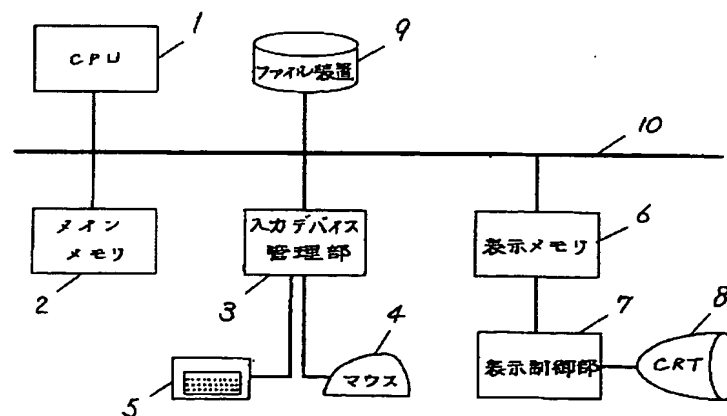 1
CPU
9
ファイル装置
10
メイン
メモリ
2
入力デバイス
管理部
3
表示メモリ
6
7
8
4
5
マウス
表示制御部
CRT